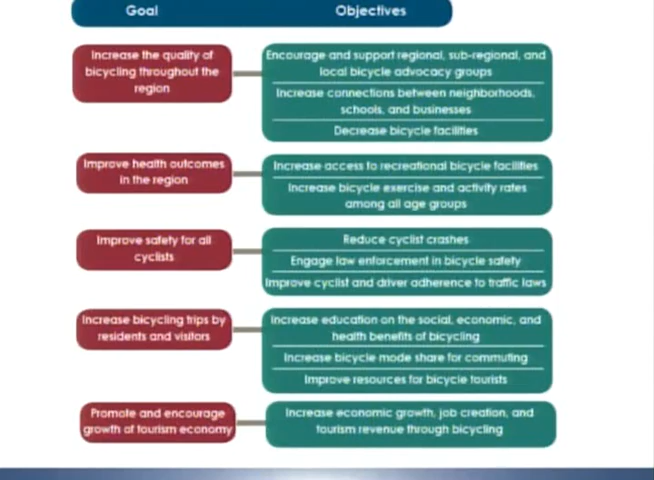 Goal Objectives
Increase the quality of
bicycling throughout the
region
Encourage and support regional, sub-regional, and
local bicycle advocacy groups
Increase connections between neighborhoods,
schools, and businesses
Decrease bicycle facilities
Improve health outcomes
in the region
Increase access to recreational bicycle facilities
Increase bicycle exercise and activity rates
among all age groups
Improve safety for all
cyclists
Reduce cyclist crashes
Engage law enforcement in bicycle safety
Improve cyclist and driver adherence to traffic laws
Increase bicycling trips by
residents and visitors
Increase education on the social, economic, and
health benefits of bicycling
Increase bicycle mode share for commuting
Improve resources for bicycle tourists
Promote and encourage
growth of tourism economy
Increase economic growth, job creation, and
tourism revenue through bicycling